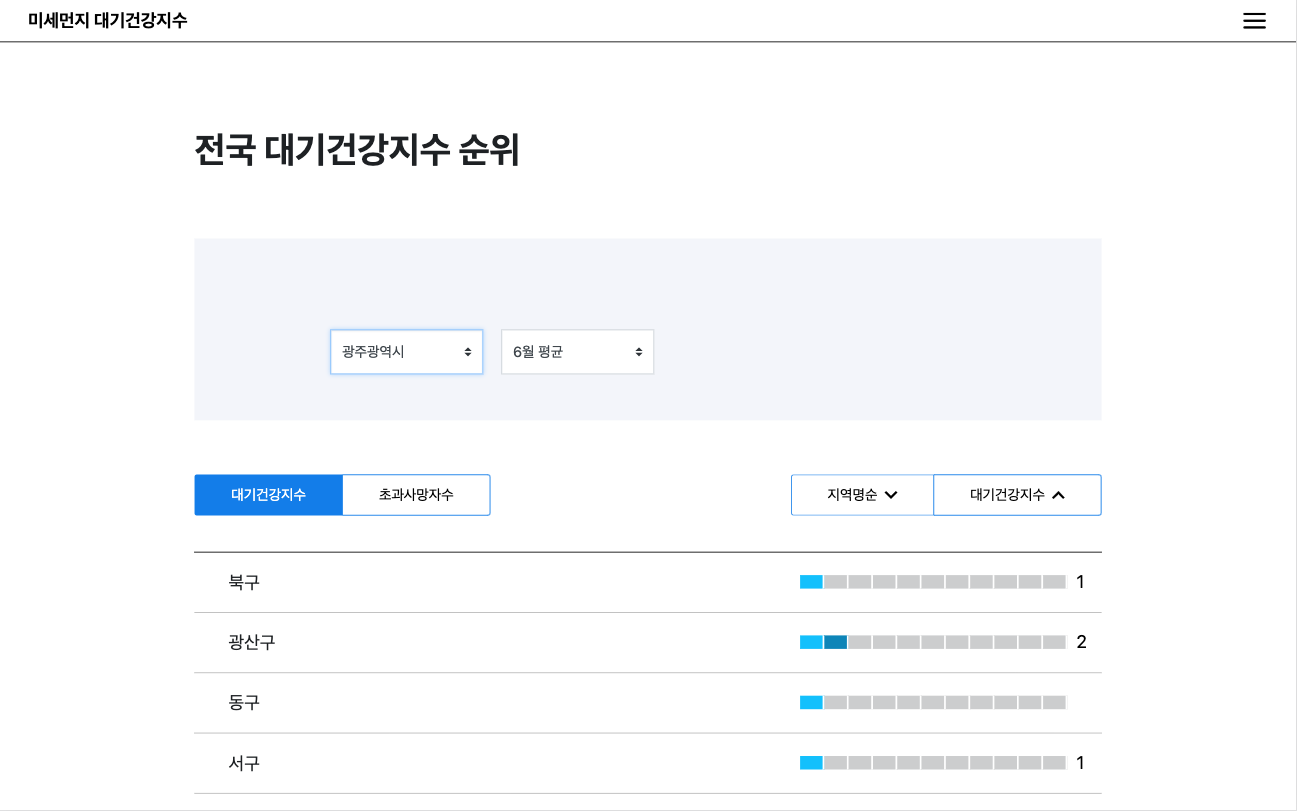 미세먼지 대기건강지수
전국 대기건강지수 순위
광주광역시 6월 평균
대기건강지수 초과사망자수 지역명순 대기건강지수
북구 1
광산구 2
동구
서구 1